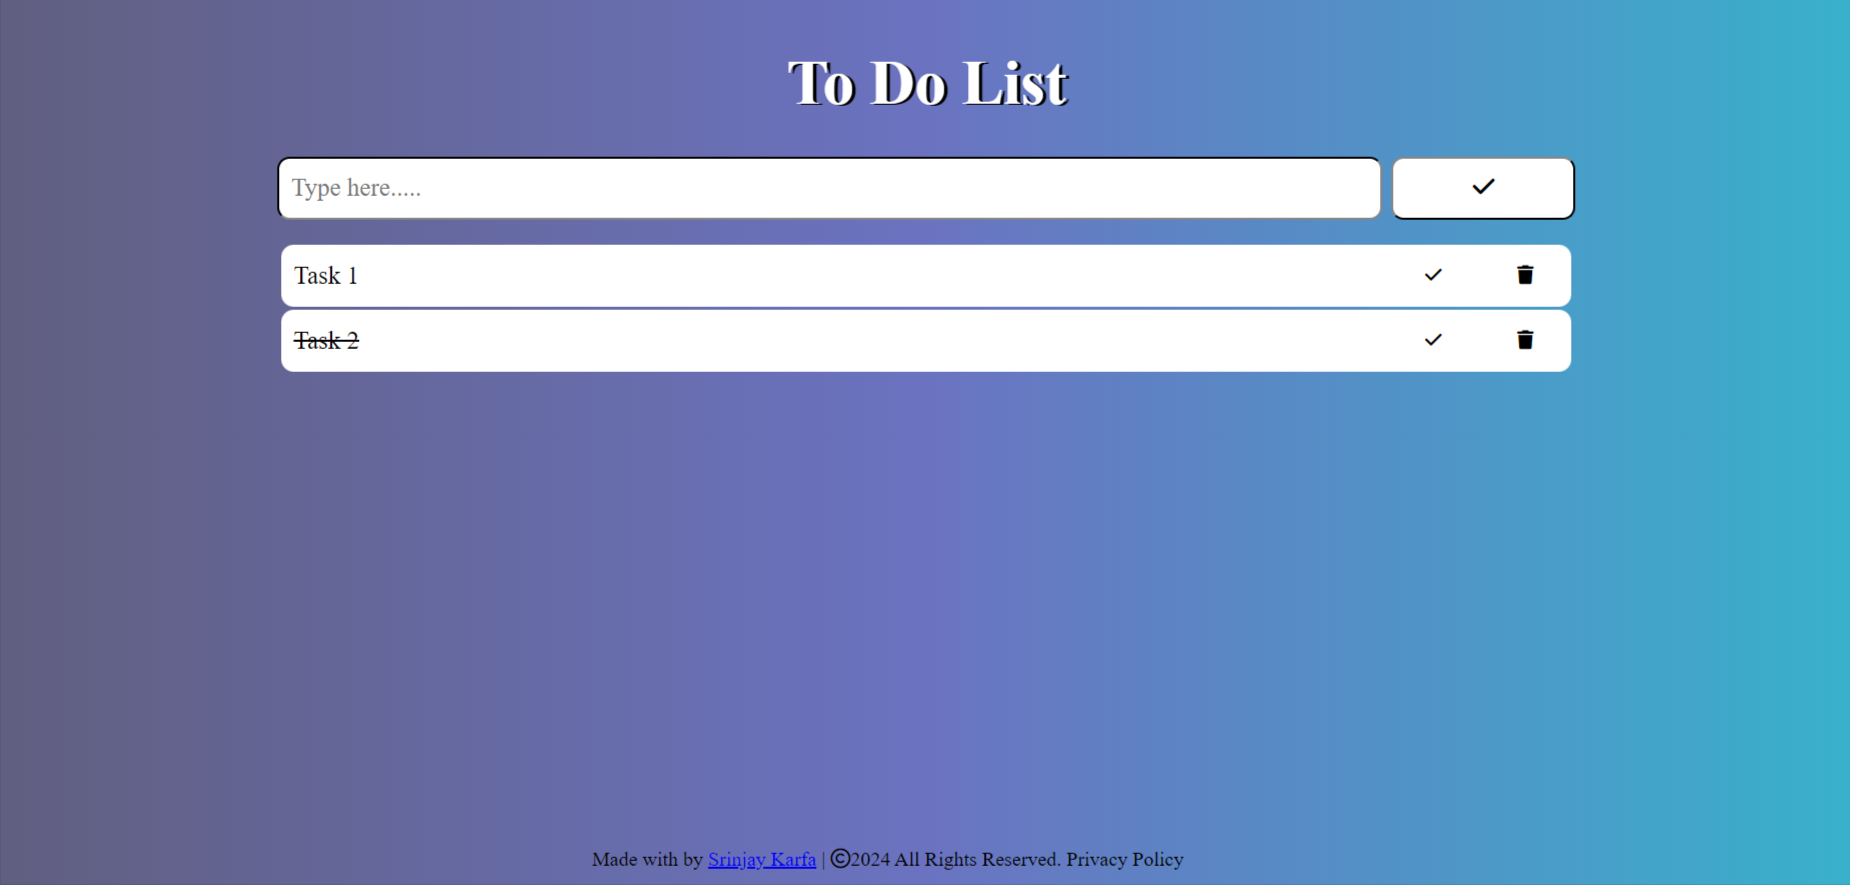 To Do List
Type here.....
Task 1
Task 2
Made with by Srinjay Karfa | ©2024 All Rights Reserved. Privacy Policy